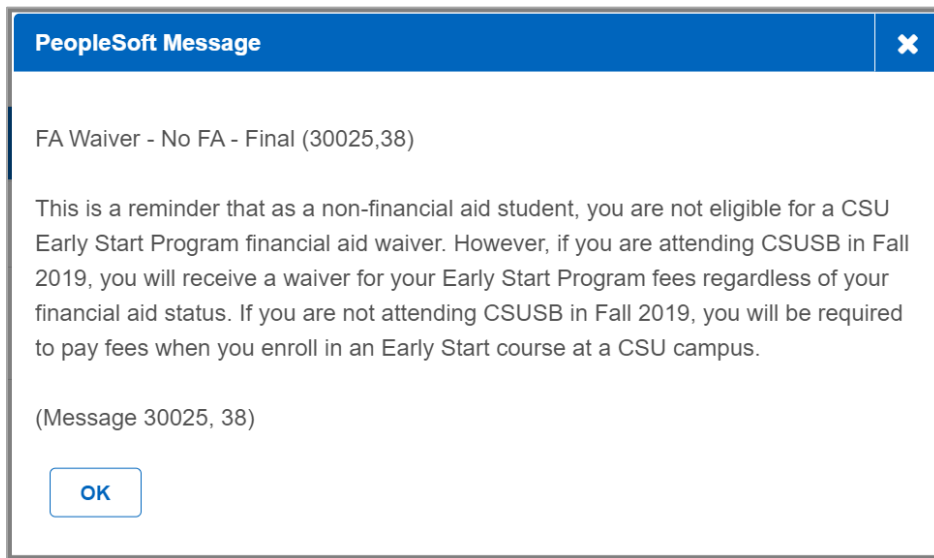 PeopleSoft Message
FA Waiver - No FA - Final (30025,38)
This is a reminder that as a non-financial aid student, you are not eligible for a CSU
Early Start Program financial aid waiver. However, if you are attending CSUSB in Fall
2019, you will receive a waiver for your Early Start Program fees regardless of your
financial aid status. If you are not attending CSUSB in Fall 2019, you will be required
to pay fees when you enroll in an Early Start course at a CSU campus.
(Message 30025, 38)
OK